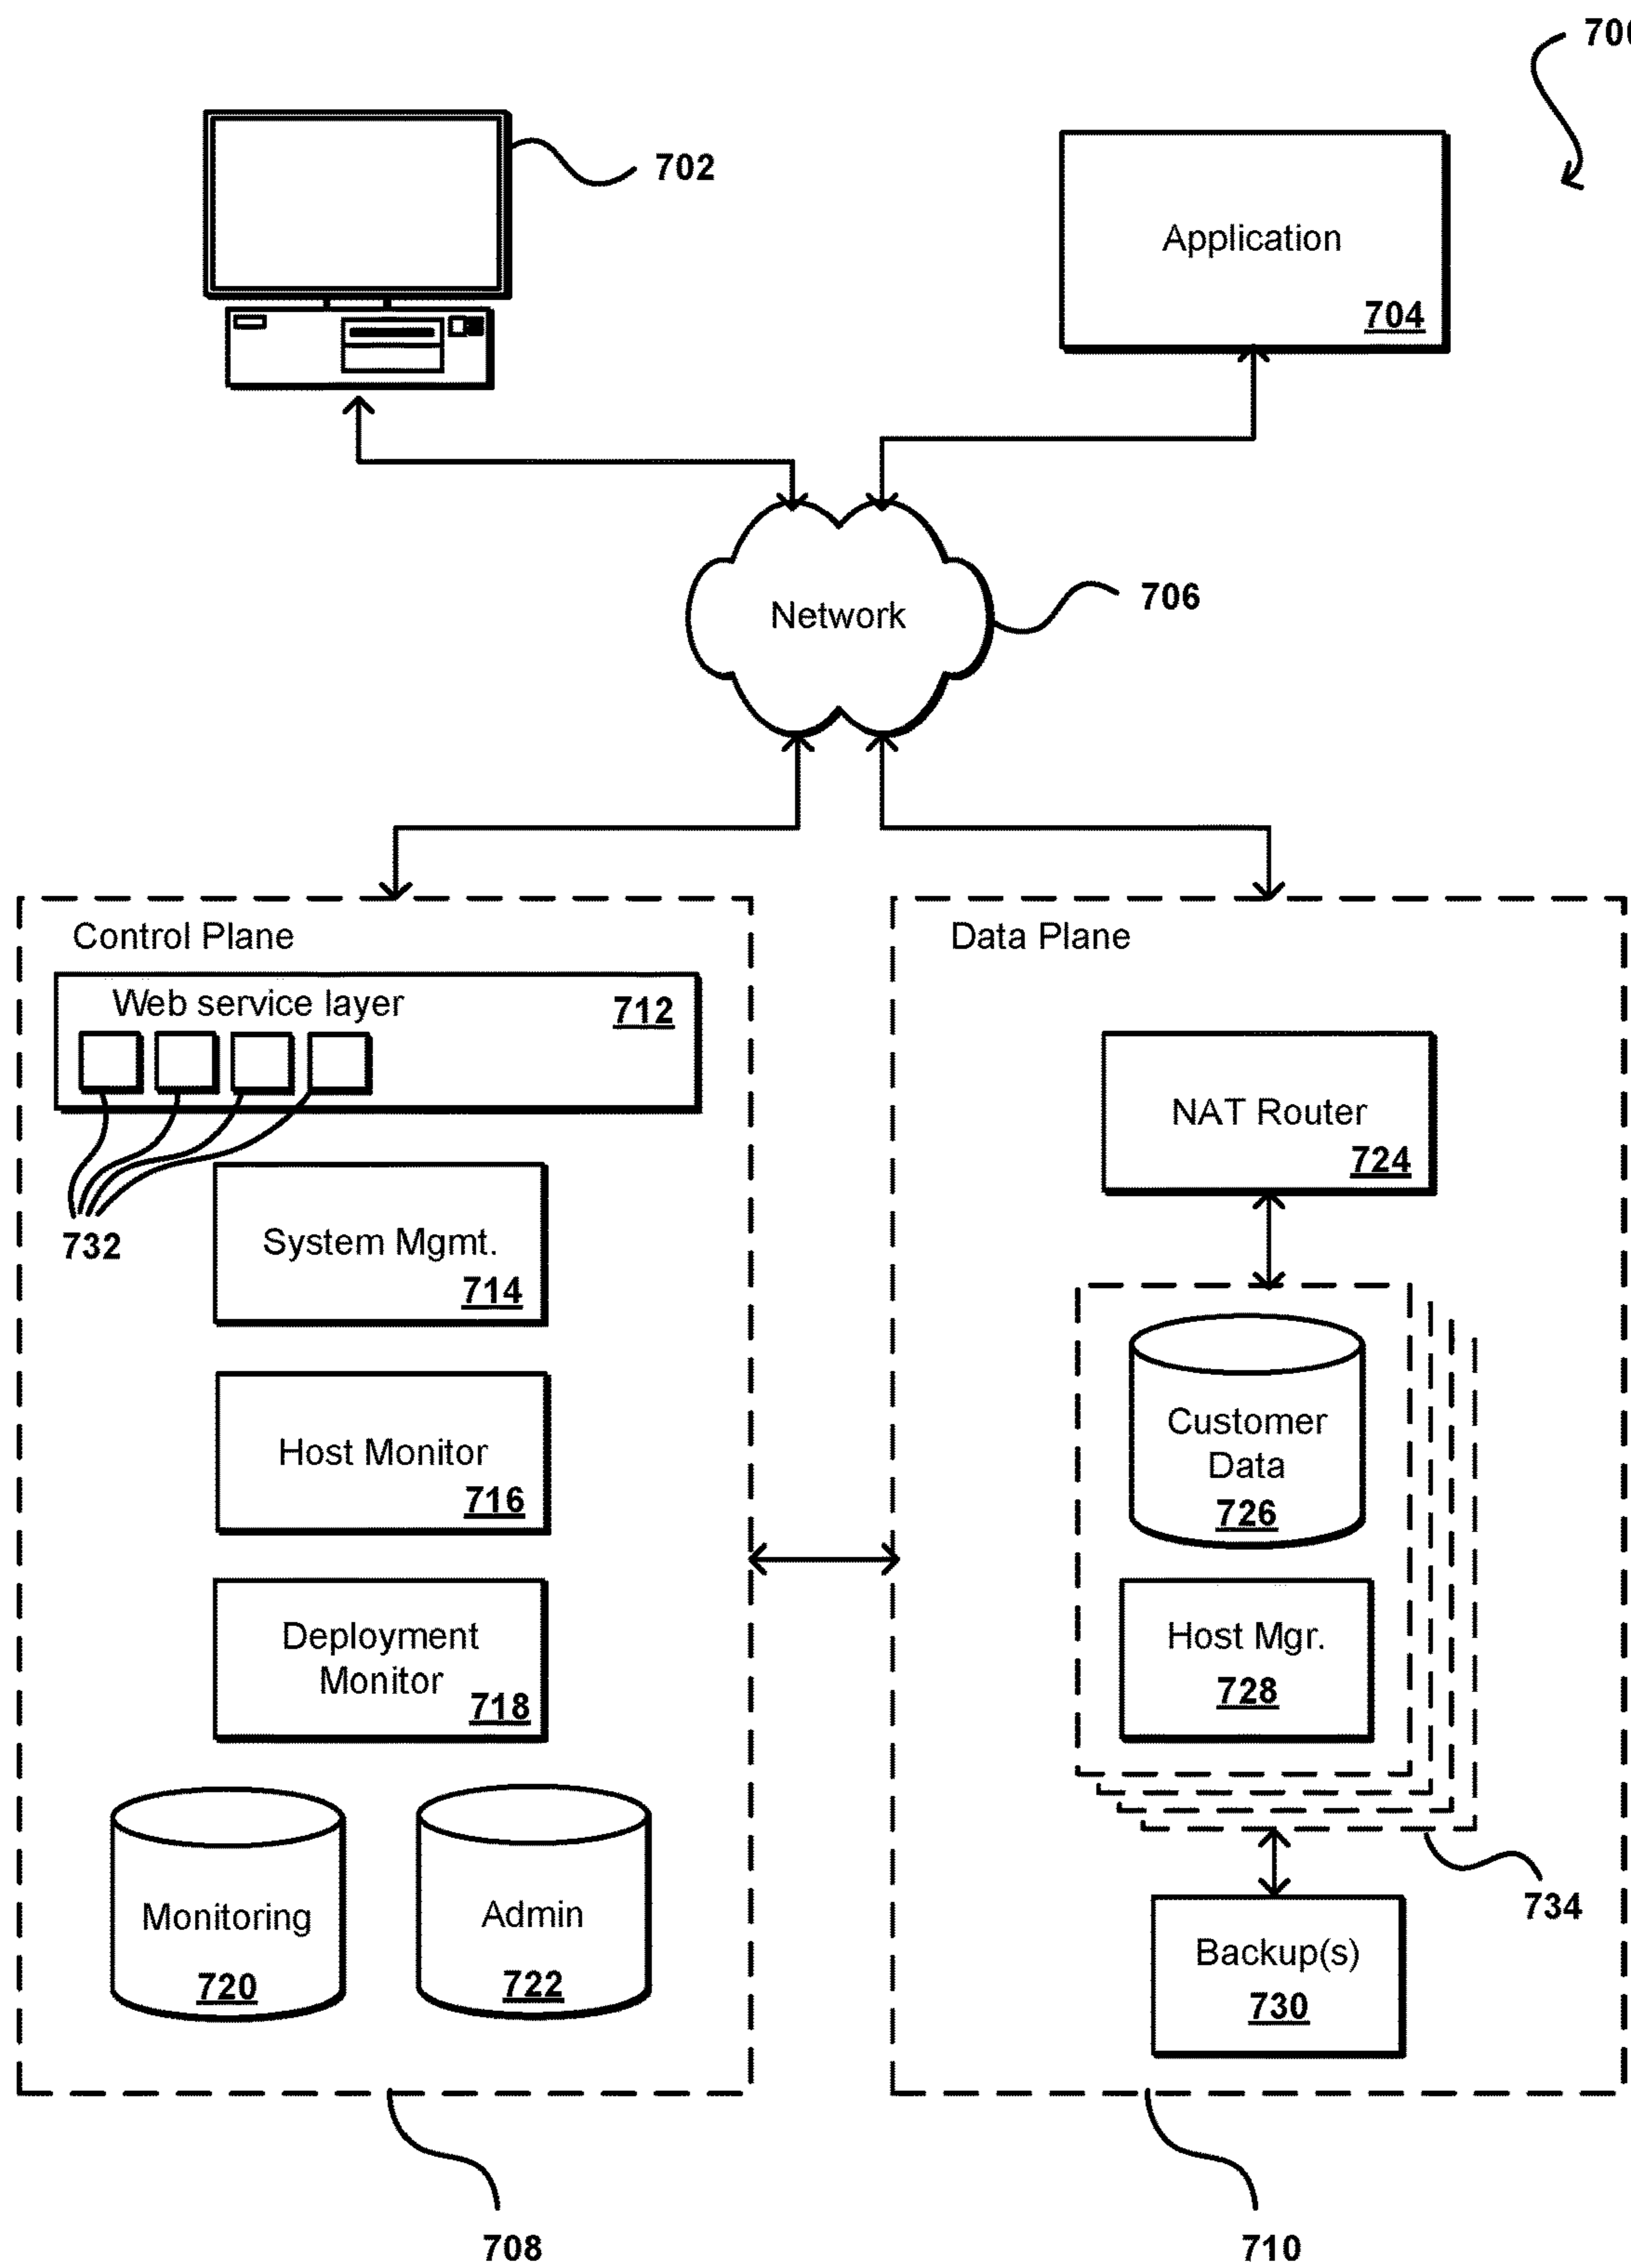 700
702
Application
704
Network
706
Control Plane
Web service layer
712
732
System Mgmt.
714
Host Monitor
716
Deployment
Monitor
718
Monitoring
720
Admin
722
708
Data Plane
NAT Router
724
Customer
Data
726
Host Mgr.
728
734
Backup(s)
730
710